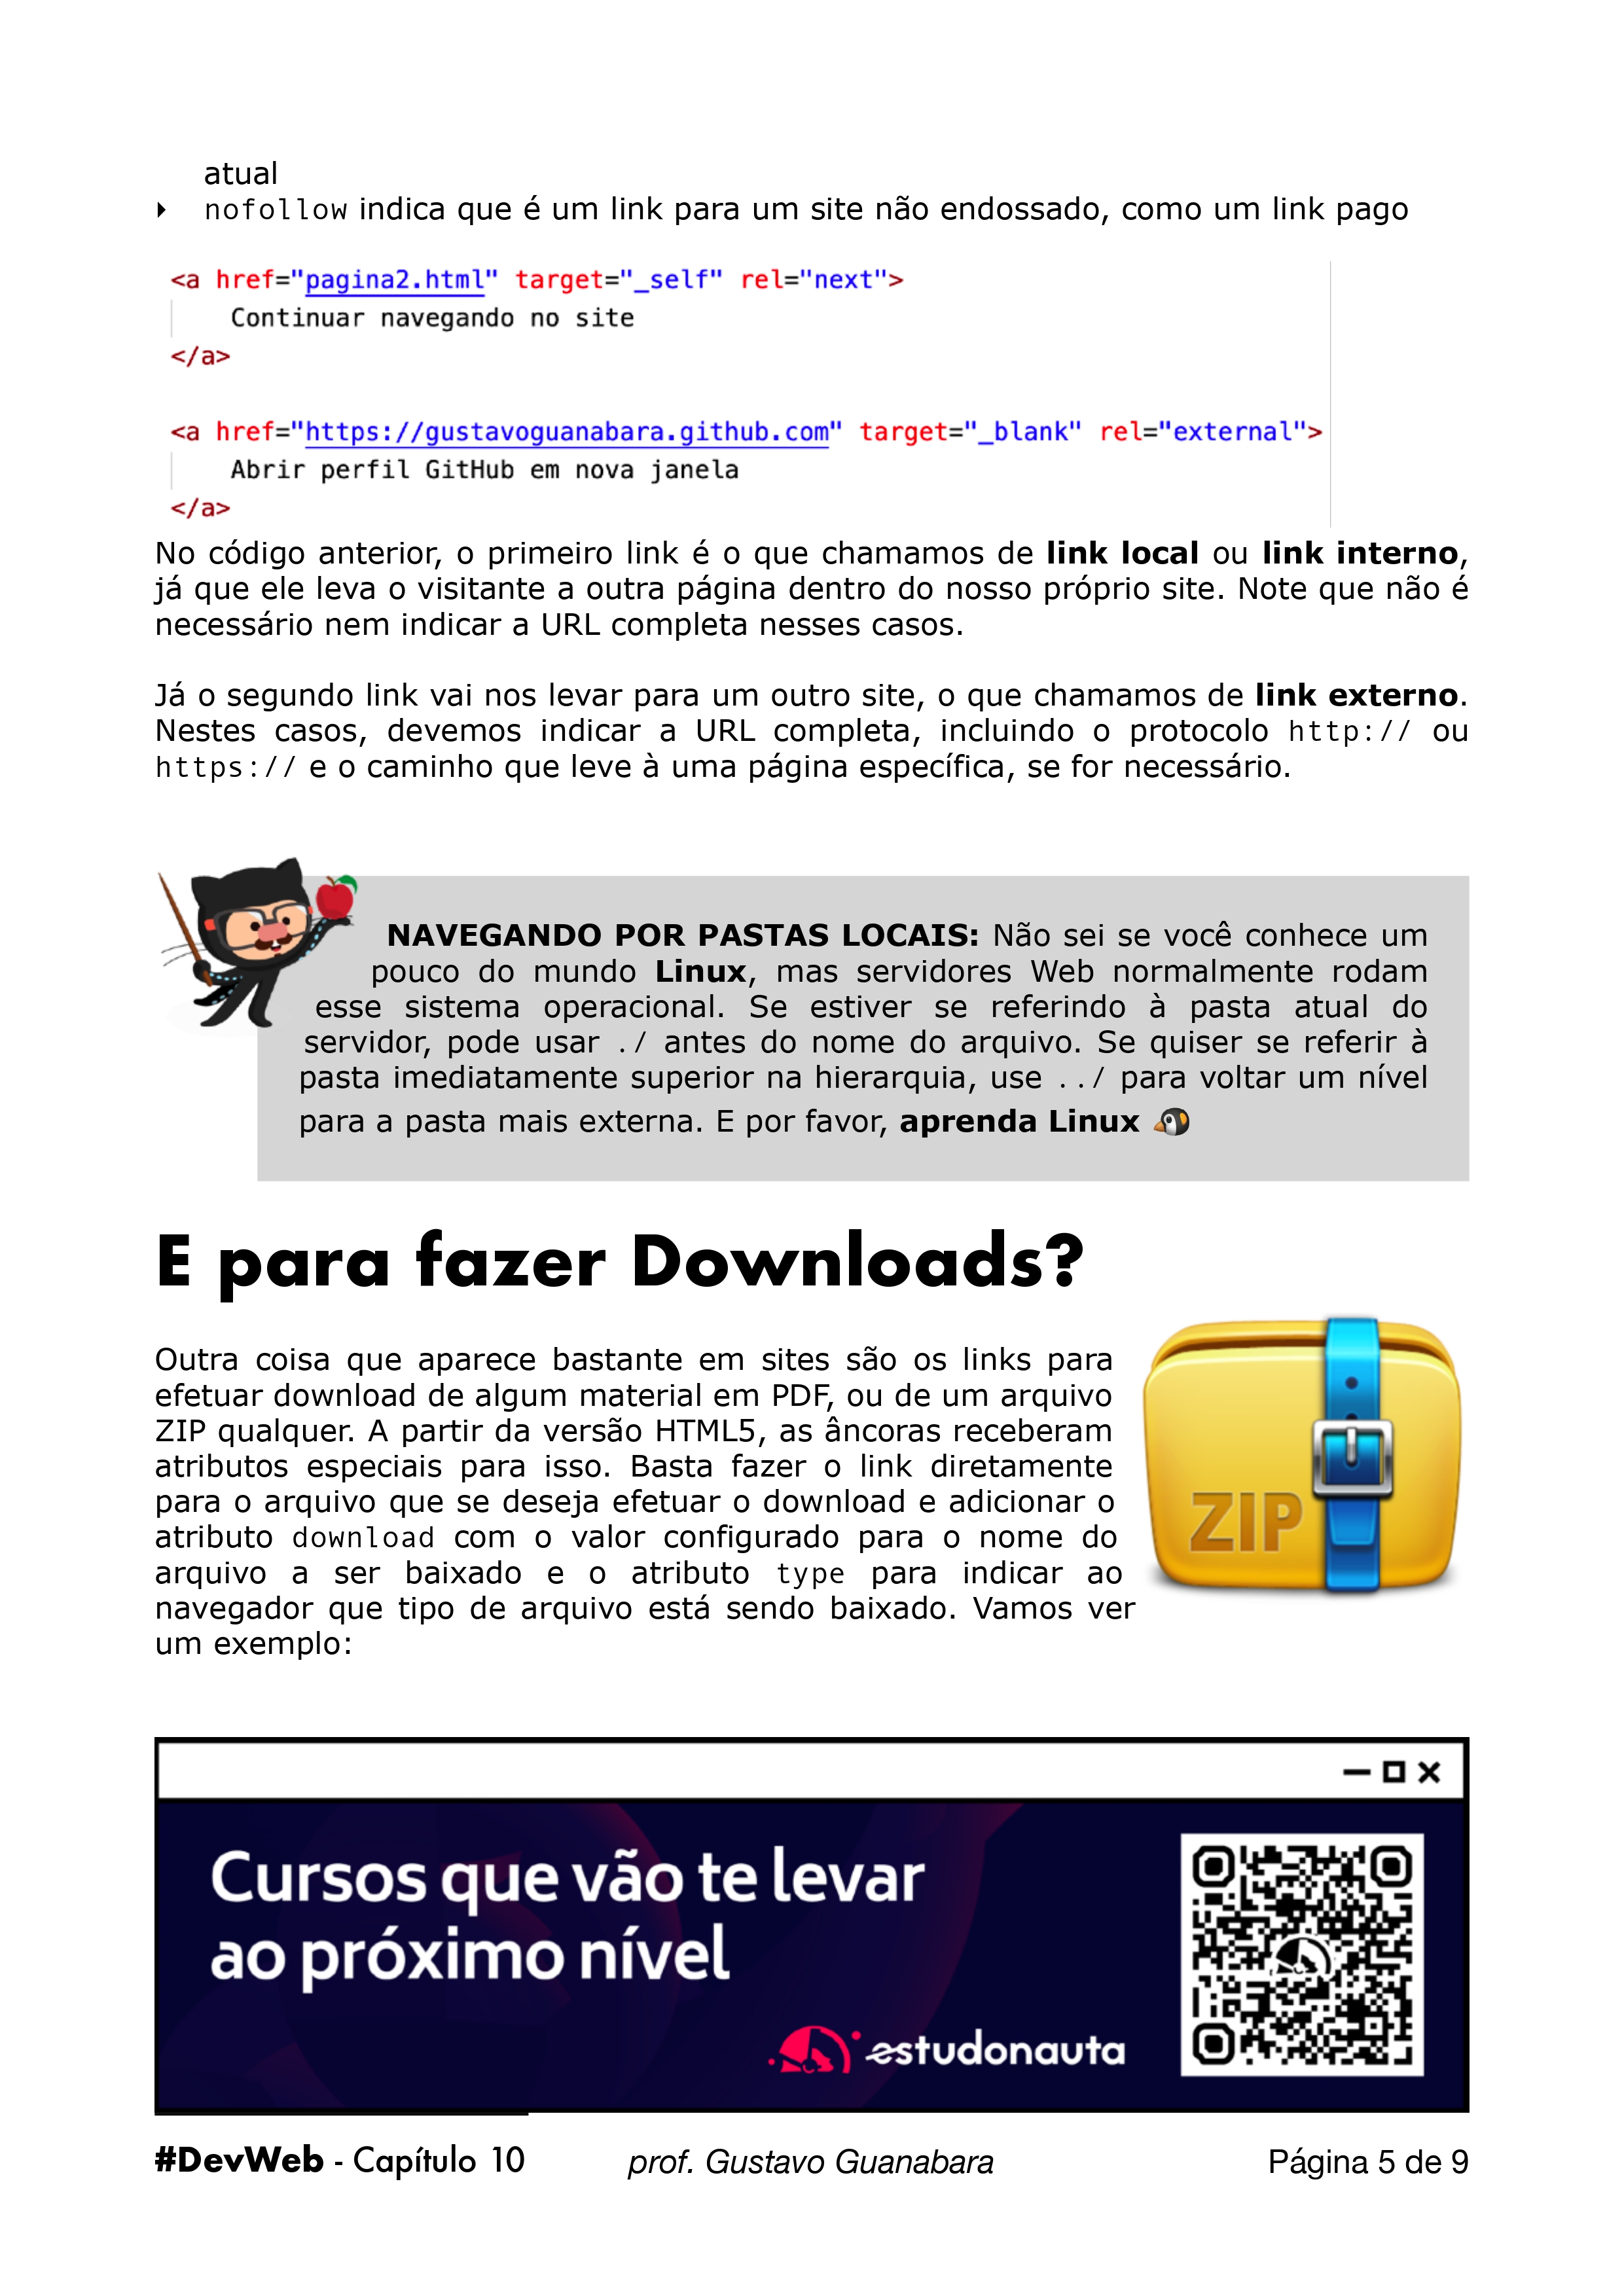 atual
‣ nofollow indica que é um link para um site não endossado, como um link pago
<a href="pagina2.html" target="_self" rel="next">
Continuar navegando no site
</a>
<a href="https://gustavoguanabara.github.com" target="_blank" rel="external">
Abrir perfil GitHub em nova janela
</a>
No código anterior, o primeiro link é o que chamamos de link local ou link interno,
já que ele leva o visitante a outra página dentro do nosso próprio site. Note que não é
necessário nem indicar a URL completa nesses casos.
Já o segundo link vai nos levar para um outro site, o que chamamos de link externo.
Nestes casos, devemos indicar a URL completa, incluindo o protocolo http:// ou
https:// e o caminho que leve à uma página específica, se for necessário.
NAVEGANDO POR PASTAS LOCAIS: Não sei se você conhece um
pouco do mundo Linux, mas servidores Web normalmente rodam
esse sistema operacional. Se estiver se referindo à pasta atual do
servidor, pode usar ./ antes do nome do arquivo. Se quiser se referir à
pasta imediatamente superior na hierarquia, use ../ para voltar um nível
para a pasta mais externa. E por favor, aprenda Linux 🐧
E para fazer Downloads?
Outra coisa que aparece bastante em sites são os links para
efetuar download de algum material em PDF, ou de um arquivo
ZIP qualquer. A partir da versão HTML5, as âncoras receberam
atributos especiais para isso. Basta fazer o link diretamente
para o arquivo que se deseja efetuar o download e adicionar o
atributo download com o valor configurado para o nome do
arquivo a ser baixado e o atributo type para indicar ao
navegador que tipo de arquivo está sendo baixado. Vamos ver
um exemplo:
ZIP
Cursos que vão te levar
ao próximo nível
estudonauta
#DevWeb - Capítulo 10 prof. Gustavo Guanabara Página 5 de 9